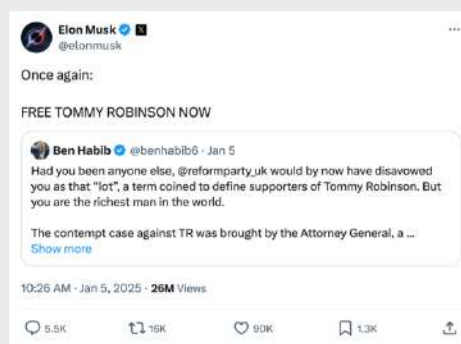 Elon Musk
@elonmusk
Once again:
FREE TOMMY ROBINSON NOW
Ben Habib @benhabib6 · Jan 5
Had you been anyone else, @reformparty_uk would by now have disavowed
you as that "lot", a term coined to define supporters of Tommy Robinson. But
you are the richest man in the world.
The contempt case against TR was brought by the Attorney General, a ...
Show more
10:26 AM · Jan 5, 2025 · 26M Views
5.5K 16K 90K 1.3K